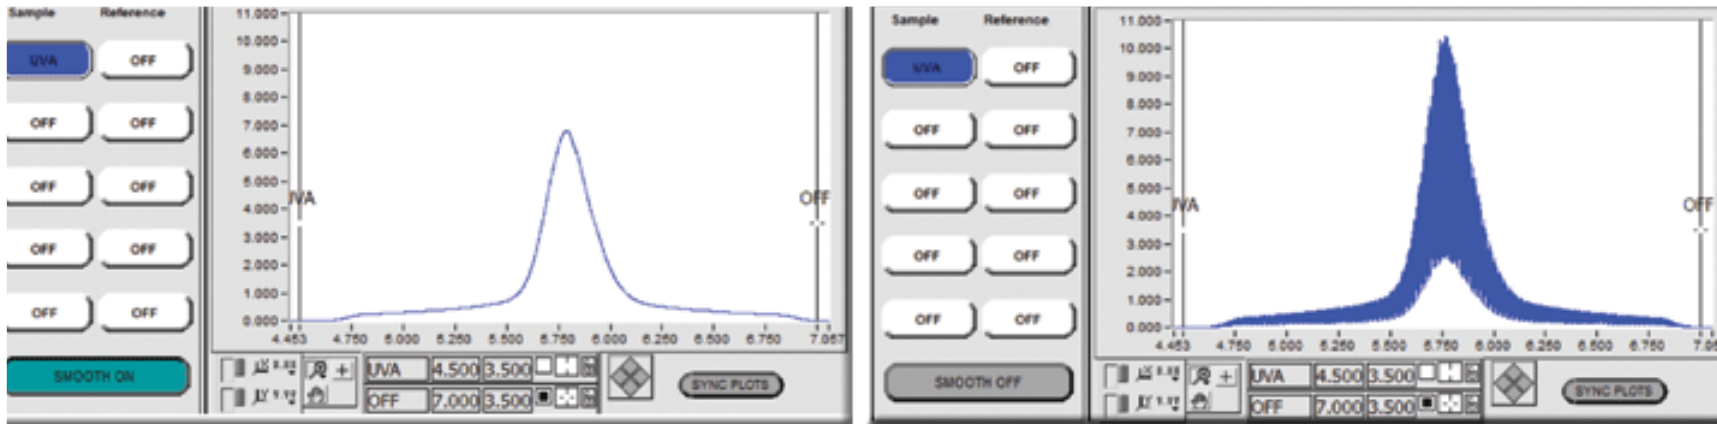 Sample Reference
UVA OFF
OFF OFF
OFF OFF
OFF OFF
OFF OFF
SMOOTH ON
11.000
10.000
9.000
8.000
7.000
6.000
5.000
4.000
3.000
2.000
1.000
0.000
UVA
OFF
4.453 4.750 5.000 5.250 5.500 5.750 6.000 6.250 6.500 6.750 7.057
UVA 4.500 3.500
OFF 7.000 3.500
SYNC PLOTS
Sample Reference
UVA OFF
OFF OFF
OFF OFF
OFF OFF
OFF OFF
SMOOTH OFF
11.000
10.000
9.000
8.000
7.000
6.000
5.000
4.000
3.000
2.000
1.000
0.000
UVA
OFF
4.453 4.750 5.000 5.250 5.500 5.750 6.000 6.250 6.500 6.750 7.05
UVA 4.500 3.500
OFF 7.000 3.500
SYNC PLOTS